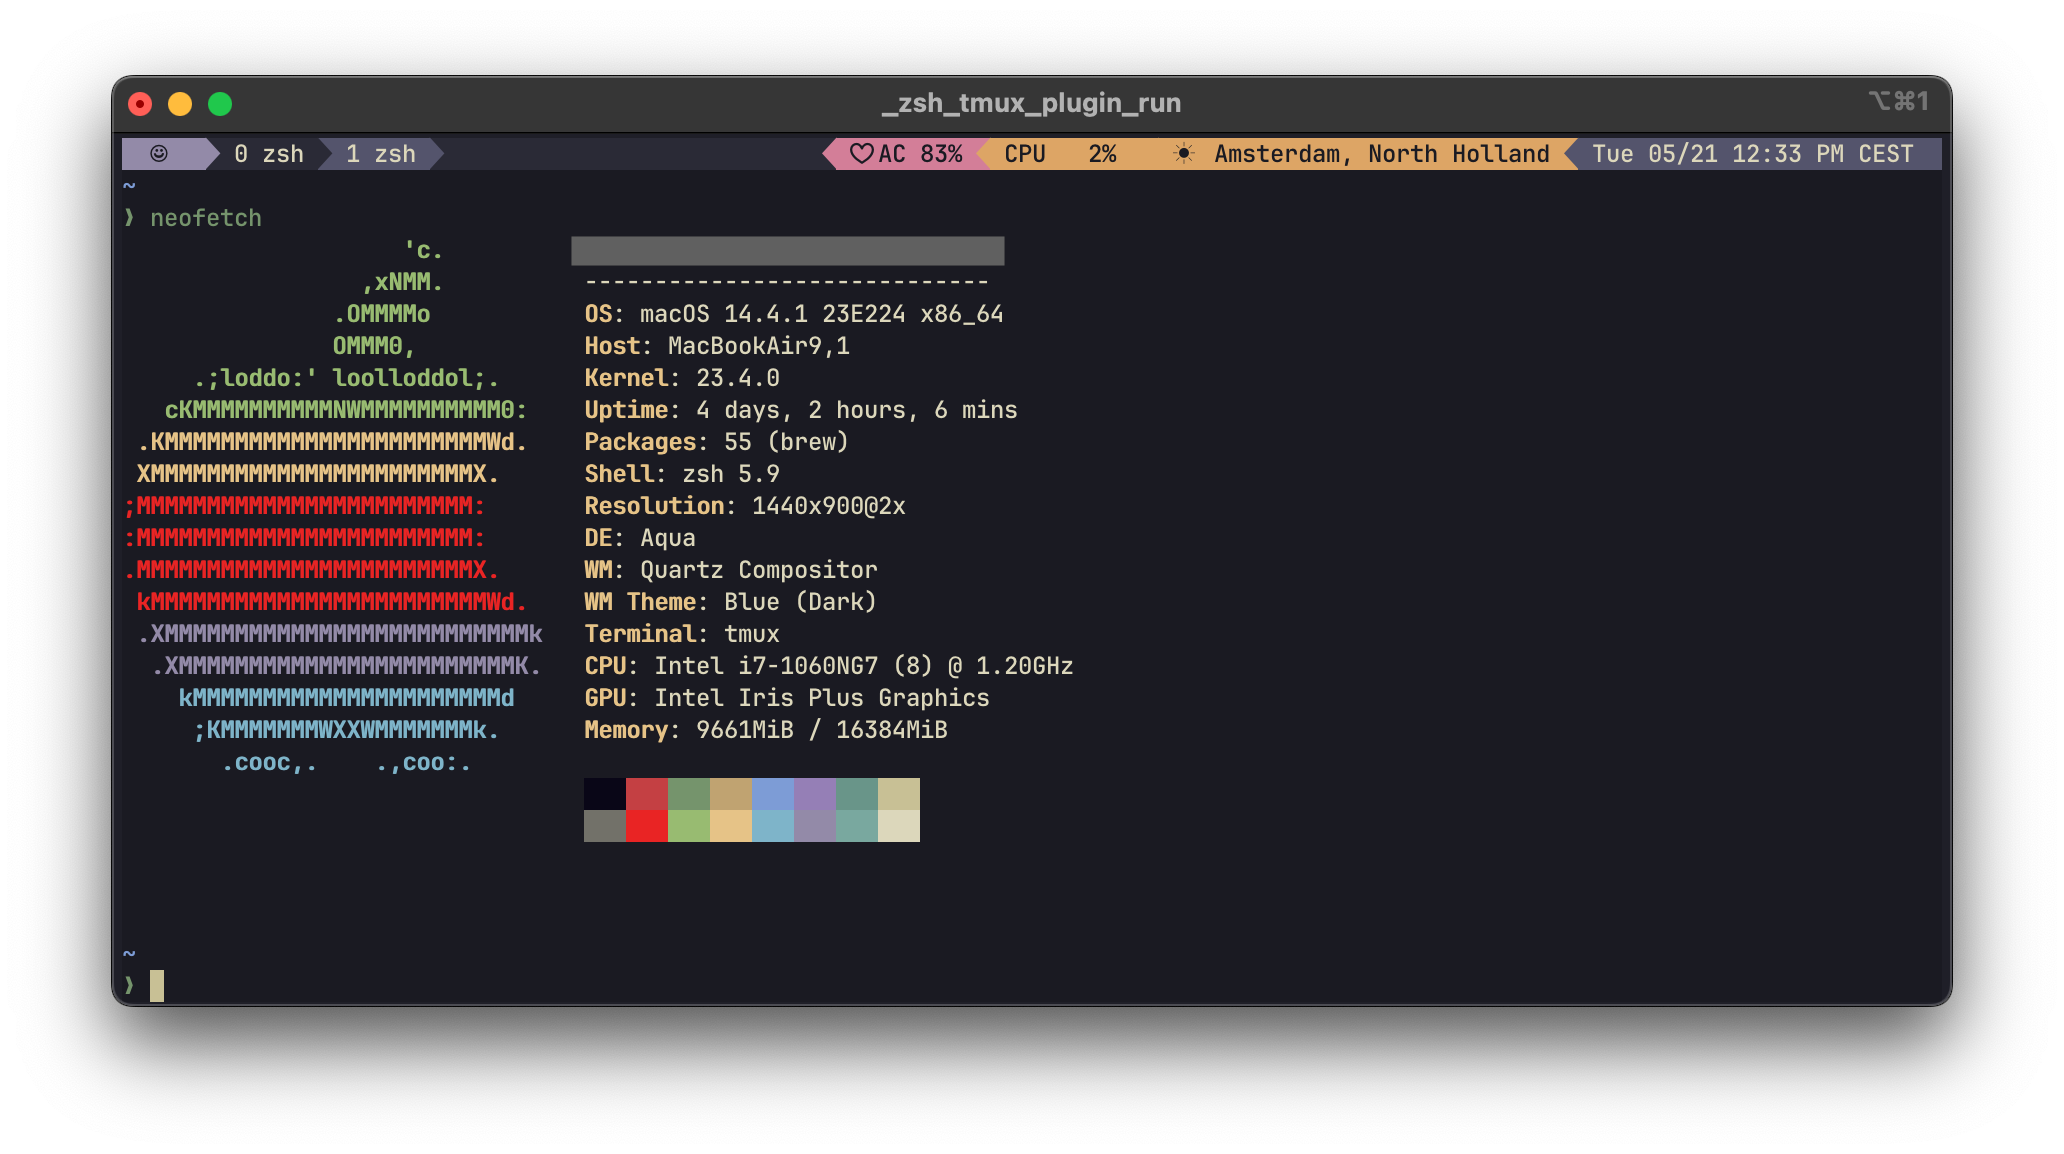 _zsh_tmux_plugin_run ⌥⌘1
☺ 0 zsh 1 zsh ♡AC 83% CPU 2% ☀ Amsterdam, North Holland Tue 05/21 12:33 PM CEST
~
❯ neofetch
'c.
,xNMM. -----------------------------
.OMMMMo OS: macOS 14.4.1 23E224 x86_64
OMMM0, Host: MacBookAir9,1
.;loddo:' loolloddol;. Kernel: 23.4.0
cKMMMMMMMMMMNWMMMMMMMMMM0: Uptime: 4 days, 2 hours, 6 mins
.KMMMMMMMMMMMMMMMMMMMMMMMWd. Packages: 55 (brew)
XMMMMMMMMMMMMMMMMMMMMMMMX. Shell: zsh 5.9
;MMMMMMMMMMMMMMMMMMMMMMMM: Resolution: 1440x900@2x
:MMMMMMMMMMMMMMMMMMMMMMMM: DE: Aqua
.MMMMMMMMMMMMMMMMMMMMMMMMX. WM: Quartz Compositor
kMMMMMMMMMMMMMMMMMMMMMMMMWd. WM Theme: Blue (Dark)
.XMMMMMMMMMMMMMMMMMMMMMMMMMMk Terminal: tmux
.XMMMMMMMMMMMMMMMMMMMMMMMMK. CPU: Intel i7-1060NG7 (8) @ 1.20GHz
kMMMMMMMMMMMMMMMMMMMMMMd GPU: Intel Iris Plus Graphics
;KMMMMMMMWXXWMMMMMMMk. Memory: 9661MiB / 16384MiB
.cooc,. .,coo:.
~
❯